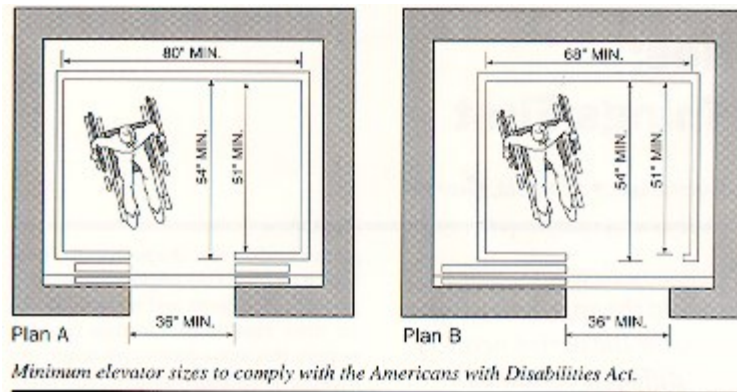 80" MIN.
54" MIN.
51" MIN.
36" MIN.
Plan A
68" MIN.
54" MIN.
51" MIN.
36" MIN.
Plan B
Minimum elevator sizes to comply with the Americans with Disabilities Act.